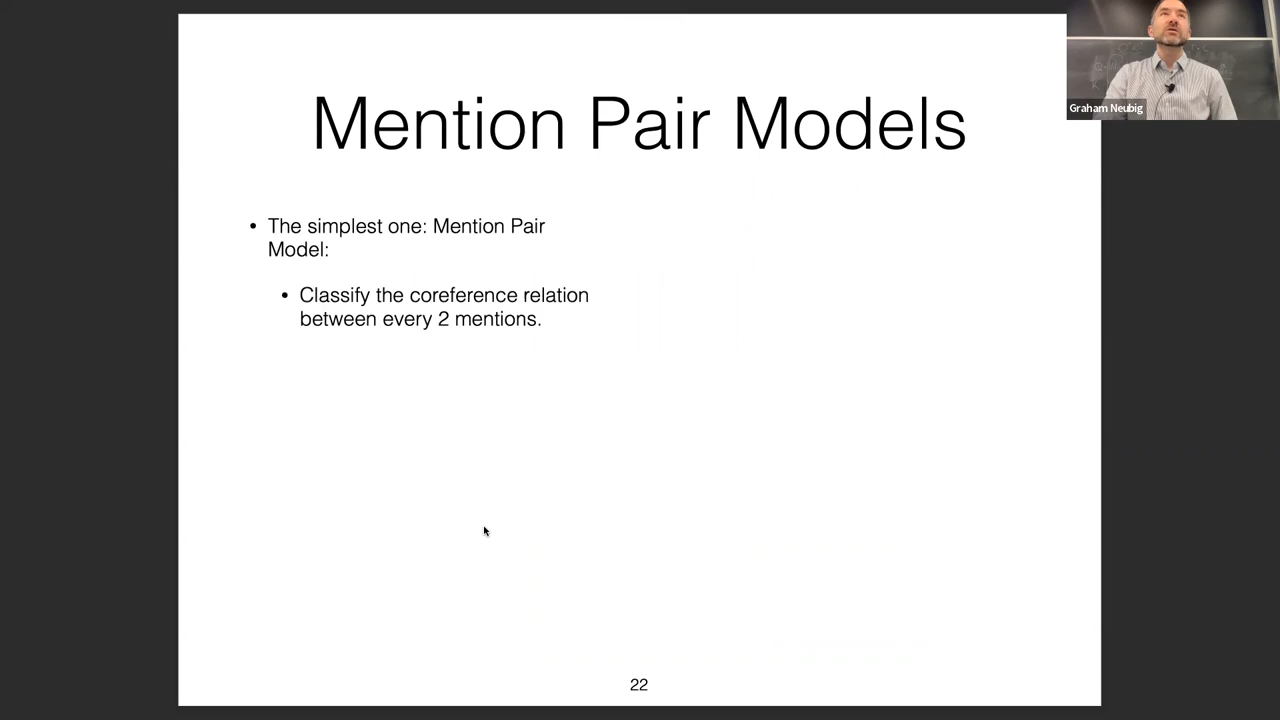 Mention Pair Models
• The simplest one: Mention Pair
Model:
• Classify the coreference relation
between every 2 mentions.
22
Graham Neubig